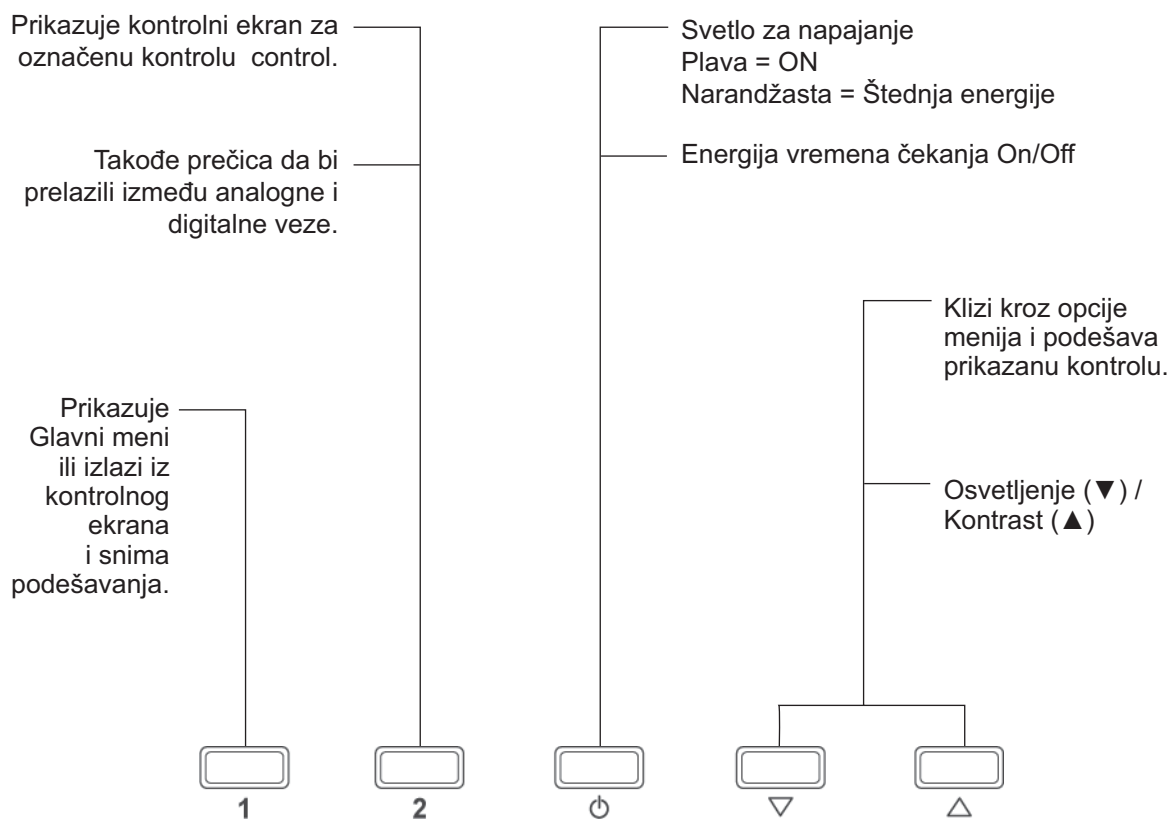 Prikazuje kontrolni ekran za
označenu kontrolu  control.
Takođe prečica da bi
prelazili između analogne i
digitalne veze.
Prikazuje
Glavni meni
ili izlazi iz
kontrolnog
ekrana
i snima
podešavanja.
Svetlo za napajanje
Plava = ON
Narandžasta = Štednja energije
Energija vremena čekanja On/Off
Klizi kroz opcije
menija i podešava
prikazanu kontrolu.
Osvetljenje (▼) /
Kontrast (▲)
1 2 ⏻ ▽ △